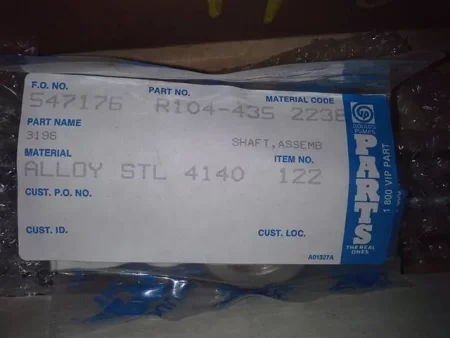 F.O. NO. PART NO. MATERIAL CODE
547176 R104-435 2238
PART NAME
3196 SHAFT,ASSEMB
MATERIAL ITEM NO.
ALLOY STL 4140 122
CUST. P.O. NO.
CUST. ID. CUST. LOC.
A01227A
GOULDS PUMPS
PARTS
1 800 VIP PART
THE REAL ONES